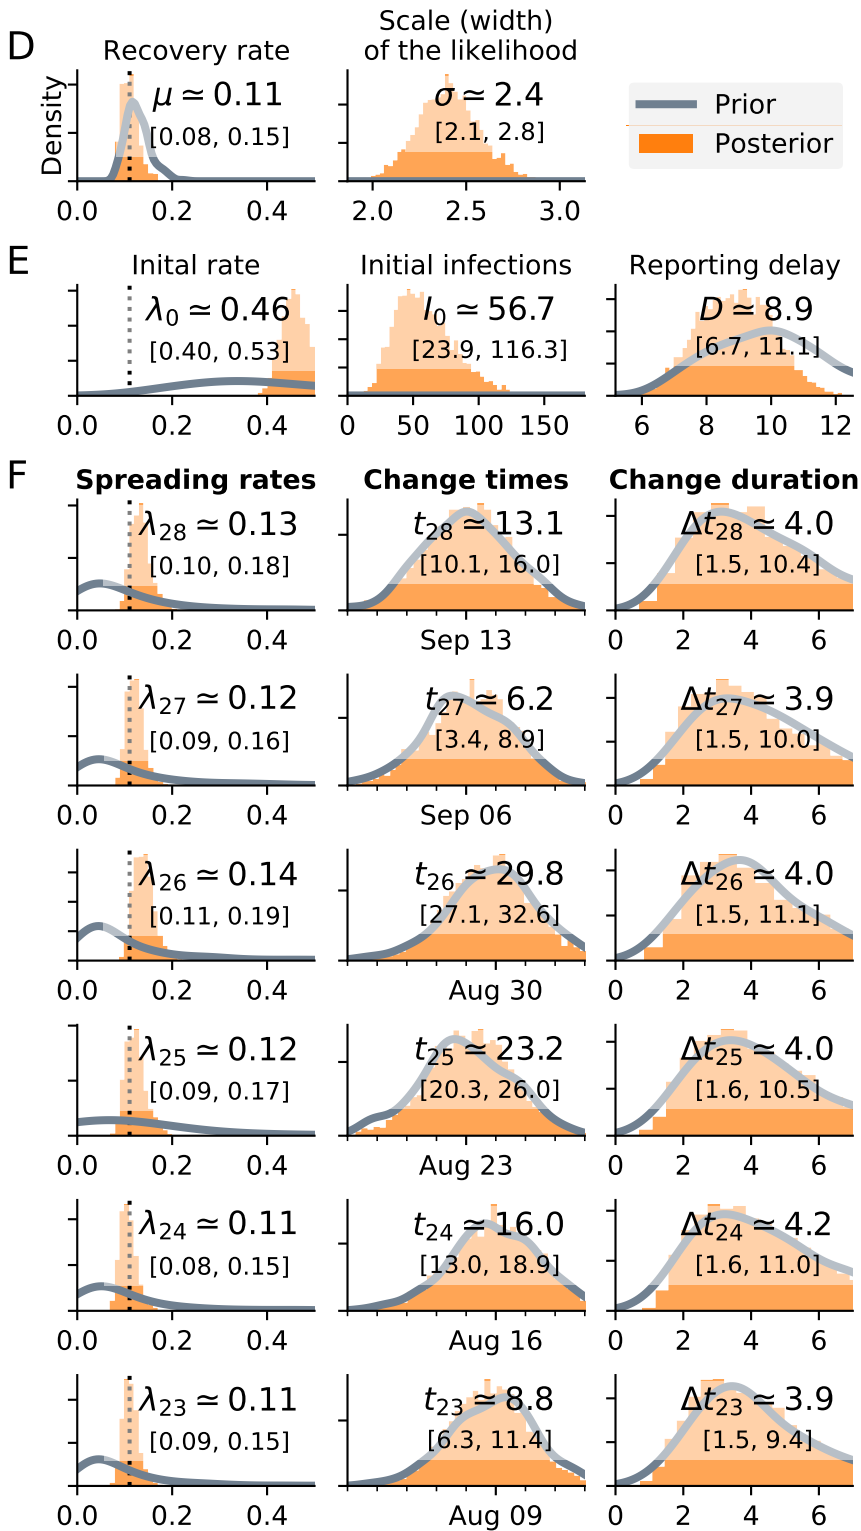 D
Recovery rate
Scale (width)
of the likelihood
Density
μ ≃ 0.11
[0.08, 0.15]
σ ≃ 2.4
[2.1, 2.8]
Prior
Posterior
0.0 0.2 0.4
2.0 2.5 3.0
E
Inital rate
Initial infections
Reporting delay
λ0 ≃ 0.46
[0.40, 0.53]
I0 ≃ 56.7
[23.9, 116.3]
D ≃ 8.9
[6.7, 11.1]
0.0 0.2 0.4
0 50 100 150
6 8 10 12
F
Spreading rates
Change times
Change duration
λ28 ≃ 0.13
[0.10, 0.18]
t28 ≃ 13.1
[10.1, 16.0]
Δt28 ≃ 4.0
[1.5, 10.4]
0.0 0.2 0.4
Sep 13
0 2 4 6
λ27 ≃ 0.12
[0.09, 0.16]
t27 ≃ 6.2
[3.4, 8.9]
Δt27 ≃ 3.9
[1.5, 10.0]
0.0 0.2 0.4
Sep 06
0 2 4 6
λ26 ≃ 0.14
[0.11, 0.19]
t26 ≃ 29.8
[27.1, 32.6]
Δt26 ≃ 4.0
[1.5, 11.1]
0.0 0.2 0.4
Aug 30
0 2 4 6
λ25 ≃ 0.12
[0.09, 0.17]
t25 ≃ 23.2
[20.3, 26.0]
Δt25 ≃ 4.0
[1.6, 10.5]
0.0 0.2 0.4
Aug 23
0 2 4 6
λ24 ≃ 0.11
[0.08, 0.15]
t24 ≃ 16.0
[13.0, 18.9]
Δt24 ≃ 4.2
[1.6, 11.0]
0.0 0.2 0.4
Aug 16
0 2 4 6
λ23 ≃ 0.11
[0.09, 0.15]
t23 ≃ 8.8
[6.3, 11.4]
Δt23 ≃ 3.9
[1.5, 9.4]
0.0 0.2 0.4
Aug 09
0 2 4 6